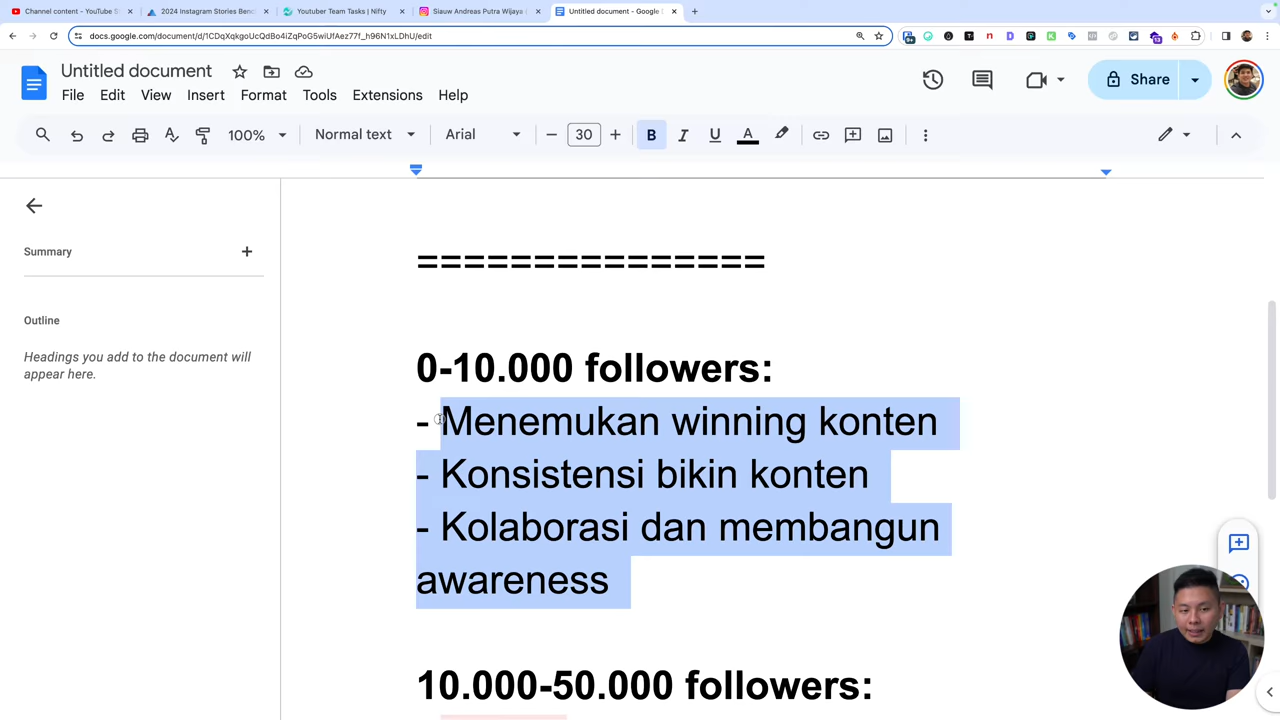 Channel content - YouTube S
2024 Instagram Stories Benc
Youtuber Team Tasks | Nifty
Siauw Andreas Putra Wijaya
Untitled document - Google
docs.google.com/document/d/1CDqXqkgoUcQdBo4iZqPoG5wiUfAez77f_h96N1xLDhU/edit
Untitled document
File Edit View Insert Format Tools Extensions Help
Share
100% Normal text Arial 30 B I U A
Summary
Outline
Headings you add to the document will
appear here.
===============
0-10.000 followers:
- Menemukan winning konten
- Konsistensi bikin konten
- Kolaborasi dan membangun
awareness
10.000-50.000 followers: